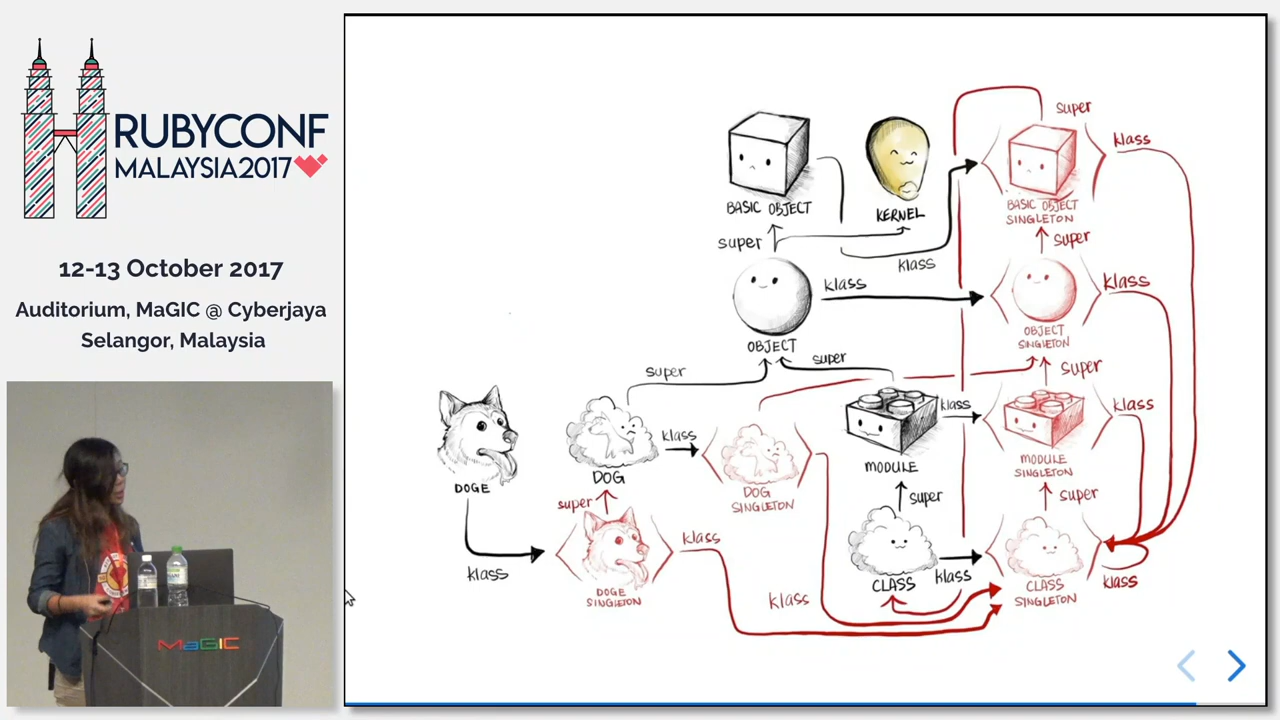 RUBYCONF
MALAYSIA2017
12-13 October 2017
Auditorium, MaGIC @ Cyberjaya
Selangor, Malaysia
MaGIC
BASIC OBJECT
KERNEL
super
klass
BASIC OBJECT
SINGLETON
super
klass
super
klass
OBJECT
klass
OBJECT
SINGLETON
super
super
super
klass
DOGE
klass
DOG
klass
DOG
SINGLETON
MODULE
klass
MODULE
SINGLETON
klass
super
DOGE
SINGLETON
klass
super
super
klass
CLASS
klass
CLASS
SINGLETON
klass